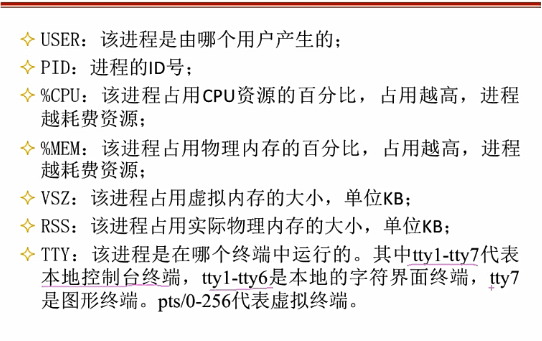 USER：该进程是由哪个用户产生的；
PID：进程的ID号；
%CPU：该进程占用CPU资源的百分比，占用越高，进程
越耗费资源；
%MEM：该进程占用物理内存的百分比，占用越高，进程
越耗费资源；
VSZ：该进程占用虚拟内存的大小，单位KB；
RSS：该进程占用实际物理内存的大小，单位KB；
TTY：该进程是在哪个终端中运行的。其中tty1-tty7代表
本地控制台终端，tty1-tty6是本地的字符界面终端，tty7
是图形终端。pts/0-256代表虚拟终端。